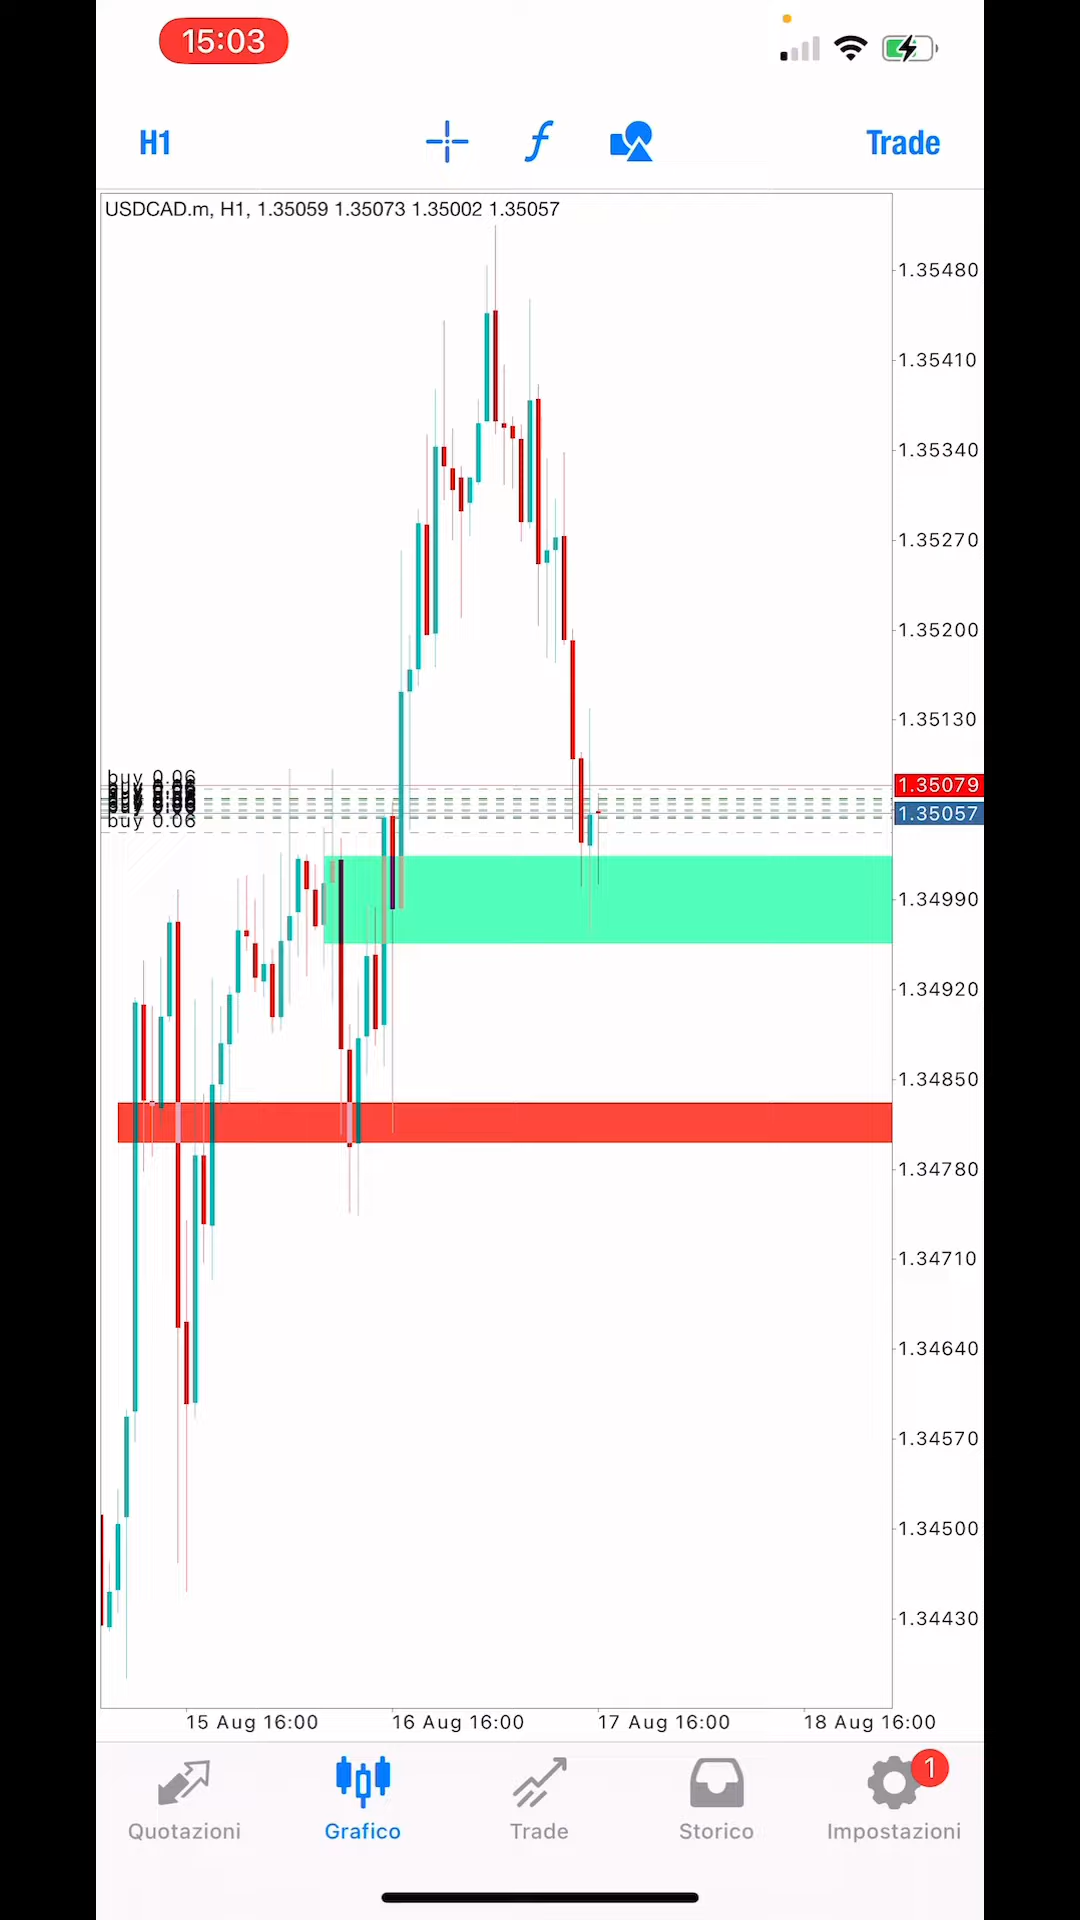 15:03
H1
f
Trade
USDCAD.m, H1, 1.35059 1.35073 1.35002 1.35057
1.35480
1.35410
1.35340
1.35270
1.35200
1.35130
buy 0.06
1.35079
1.35057
buy 0.06
1.34990
1.34920
1.34850
1.34780
1.34710
1.34640
1.34570
1.34500
1.34430
15 Aug 16:00
16 Aug 16:00
17 Aug 16:00
18 Aug 16:00
1
Quotazioni
Grafico
Trade
Storico
Impostazioni